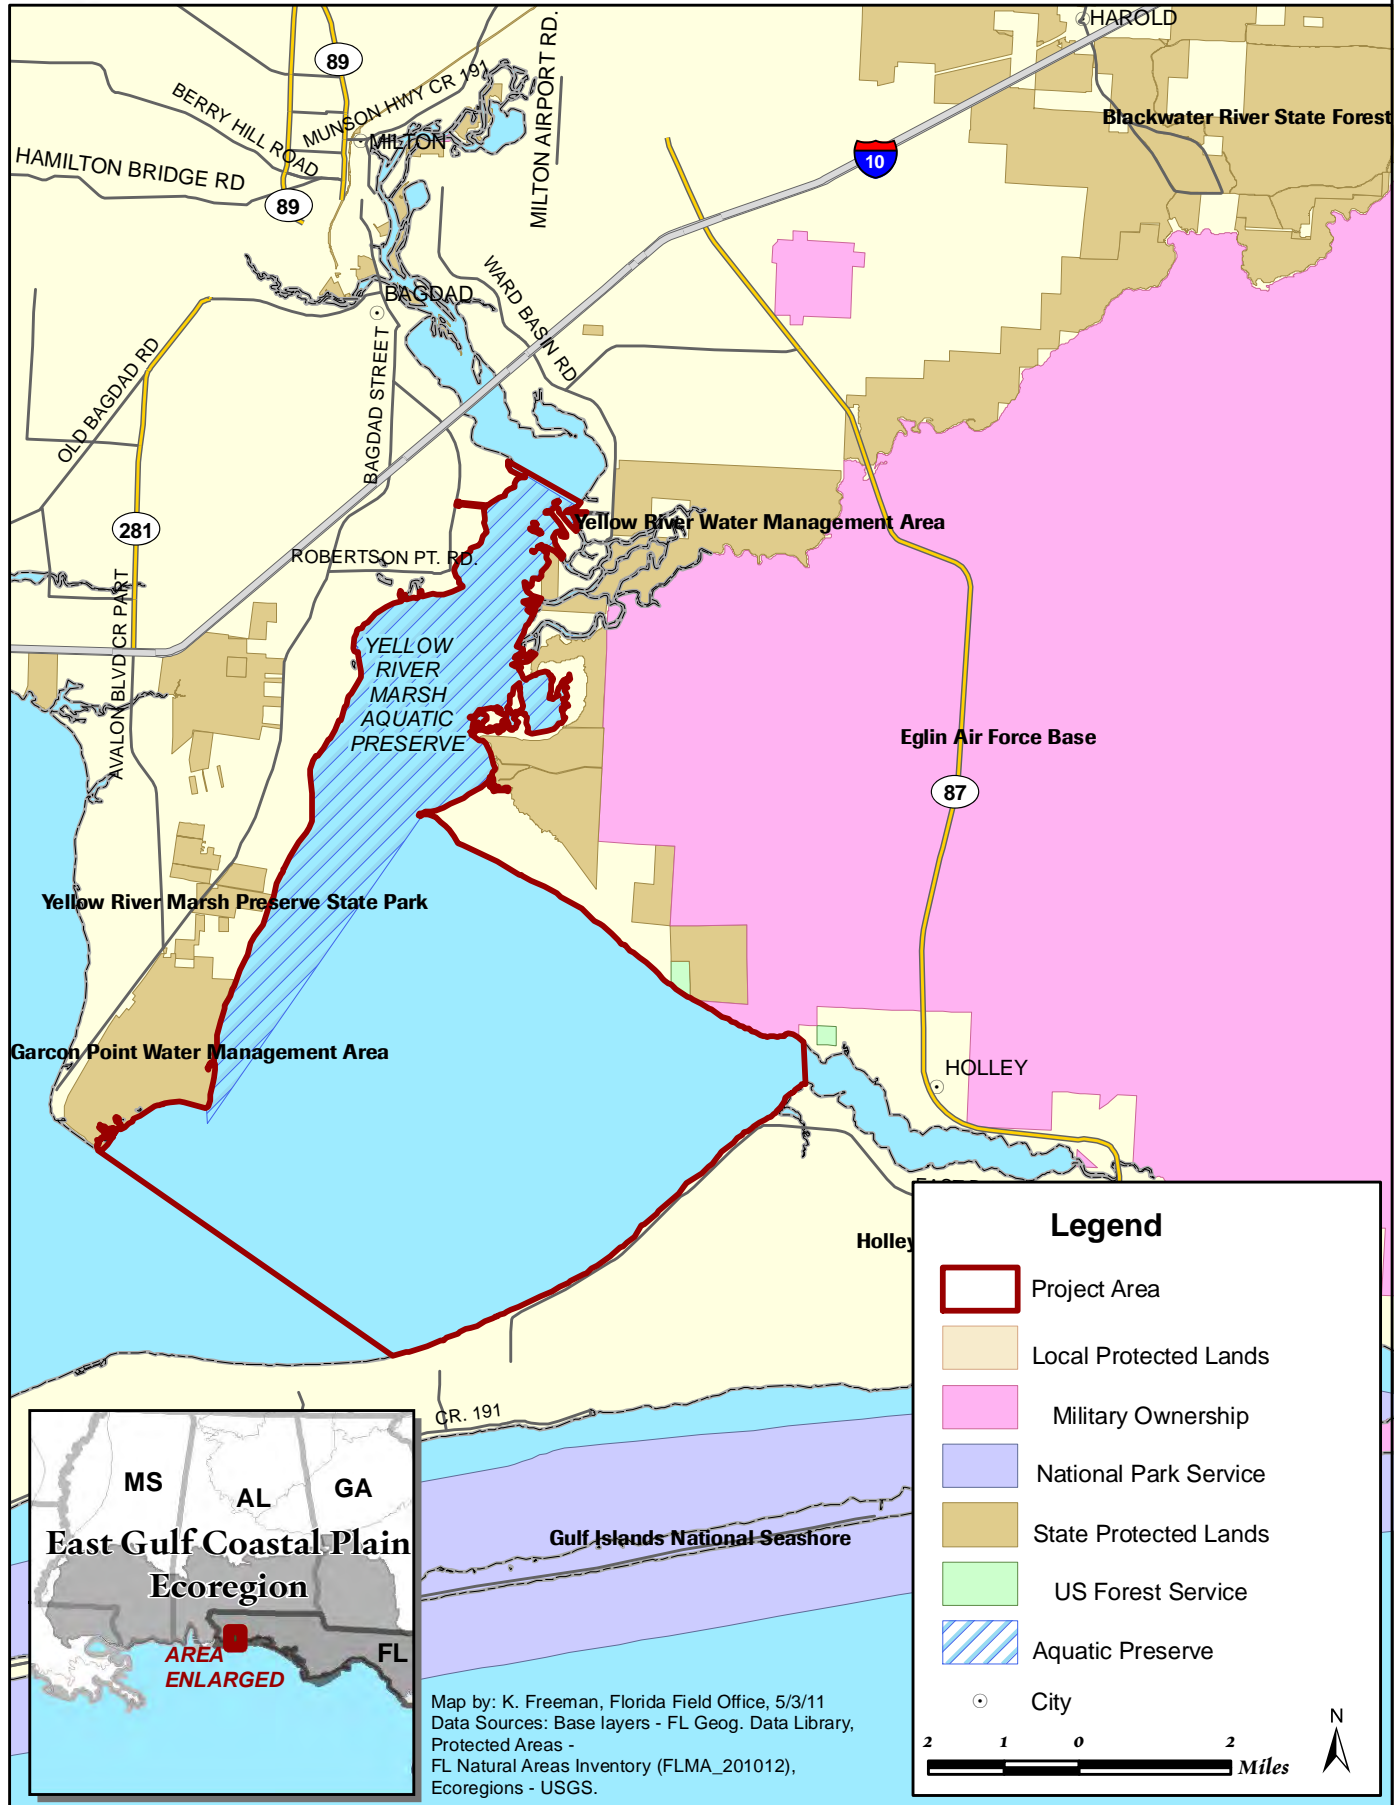 HAROLD
89
MUNSON HWY CR 191
MILTON AIRPORT RD.
BERRY HILL ROAD
MILTON
Blackwater River State Forest
HAMILTON BRIDGE RD
10
89
WARD BASIN RD
BAGDAD
OLD BAGDAD RD
BAGDAD STREET
281
Yellow River Water Management Area
ROBERTSON PT. RD.
AVALON BLVD CR PART
YELLOW
RIVER
MARSH
AQUATIC
PRESERVE
Eglin Air Force Base
87
Yellow River Marsh Preserve State Park
Garcon Point Water Management Area
HOLLEY
Holley
CR. 191
Gulf Islands National Seashore
Legend
Project Area
Local Protected Lands
Military Ownership
National Park Service
State Protected Lands
US Forest Service
Aquatic Preserve
City
2 1 0 2
Miles
N
MS
AL
GA
East Gulf Coastal Plain
Ecoregion
AREA
ENLARGED
FL
Map by: K. Freeman, Florida Field Office, 5/3/11
Data Sources: Base layers - FL Geog. Data Library,
Protected Areas -
FL Natural Areas Inventory (FLMA_201012),
Ecoregions - USGS.